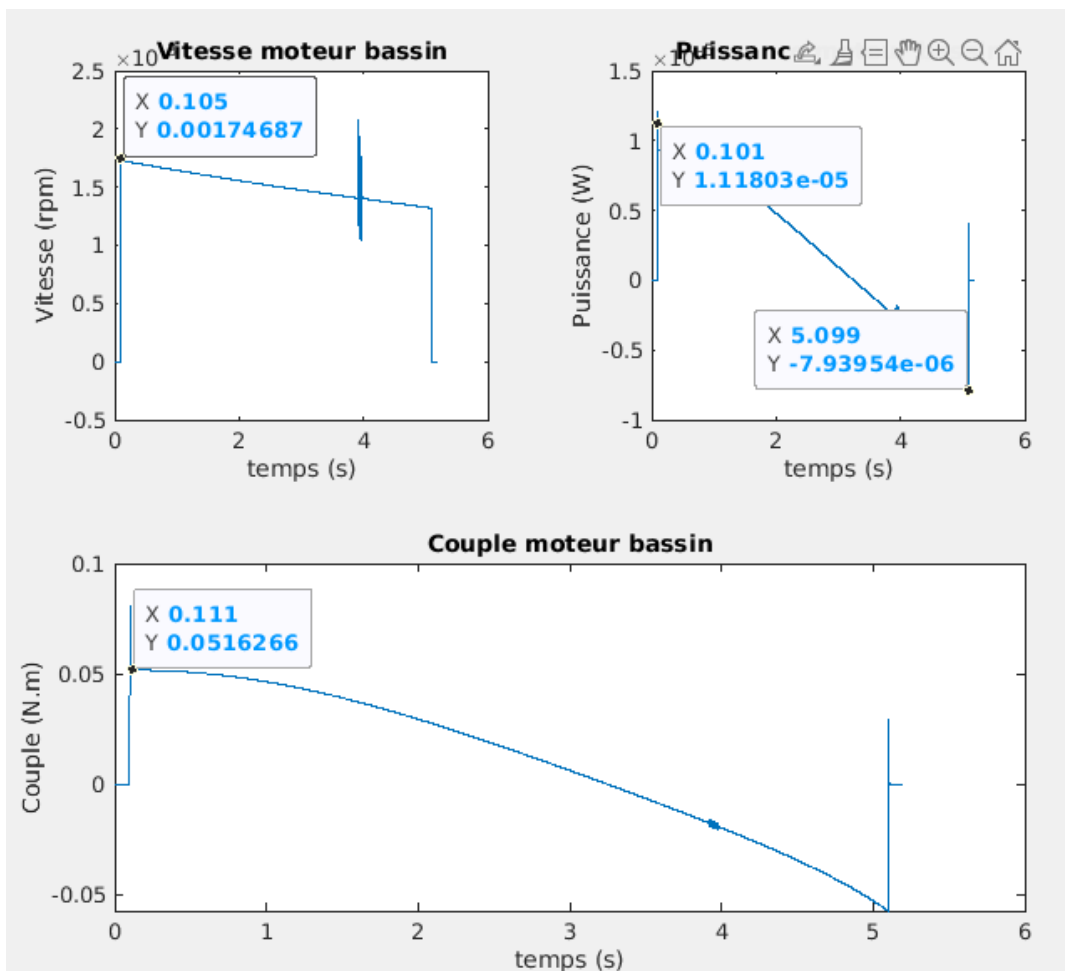 Vitesse moteur bassin
×10
2.5
2
1.5
1
0.5
0
-0.5
0
2
4
6
Vitesse (rpm)
temps (s)
X 0.105
Y 0.00174687
×10
1.5
1
0.5
0
-0.5
-1
0
2
4
6
Puissance (W)
temps (s)
X 0.101
Y 1.11803e-05
X 5.099
Y -7.93954e-06
Couple moteur bassin
0.1
0.05
0
-0.05
0
1
2
3
4
5
6
Couple (N.m)
temps (s)
X 0.111
Y 0.0516266